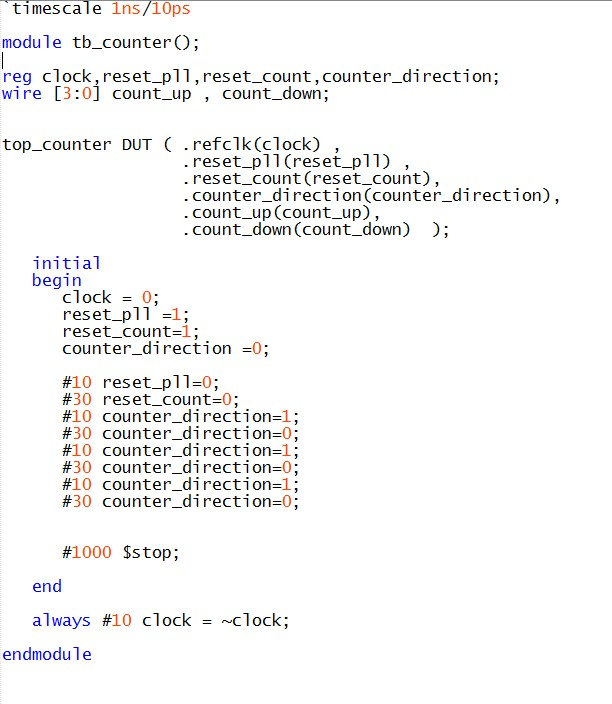 `timescale 1ns/10ps
module tb_counter();
reg clock,reset_pll,reset_count,counter_direction;
wire [3:0] count_up , count_down;
top_counter DUT ( .refclk(clock) ,
.reset_pll(reset_pll) ,
.reset_count(reset_count),
.counter_direction(counter_direction),
.count_up(count_up),
.count_down(count_down)  );
initial
begin
clock = 0;
reset_pll =1;
reset_count=1;
counter_direction =0;
#10 reset_pll=0;
#30 reset_count=0;
#10 counter_direction=1;
#30 counter_direction=0;
#10 counter_direction=1;
#30 counter_direction=0;
#10 counter_direction=1;
#30 counter_direction=0;
#1000 $stop;
end
always #10 clock = ~clock;
endmodule